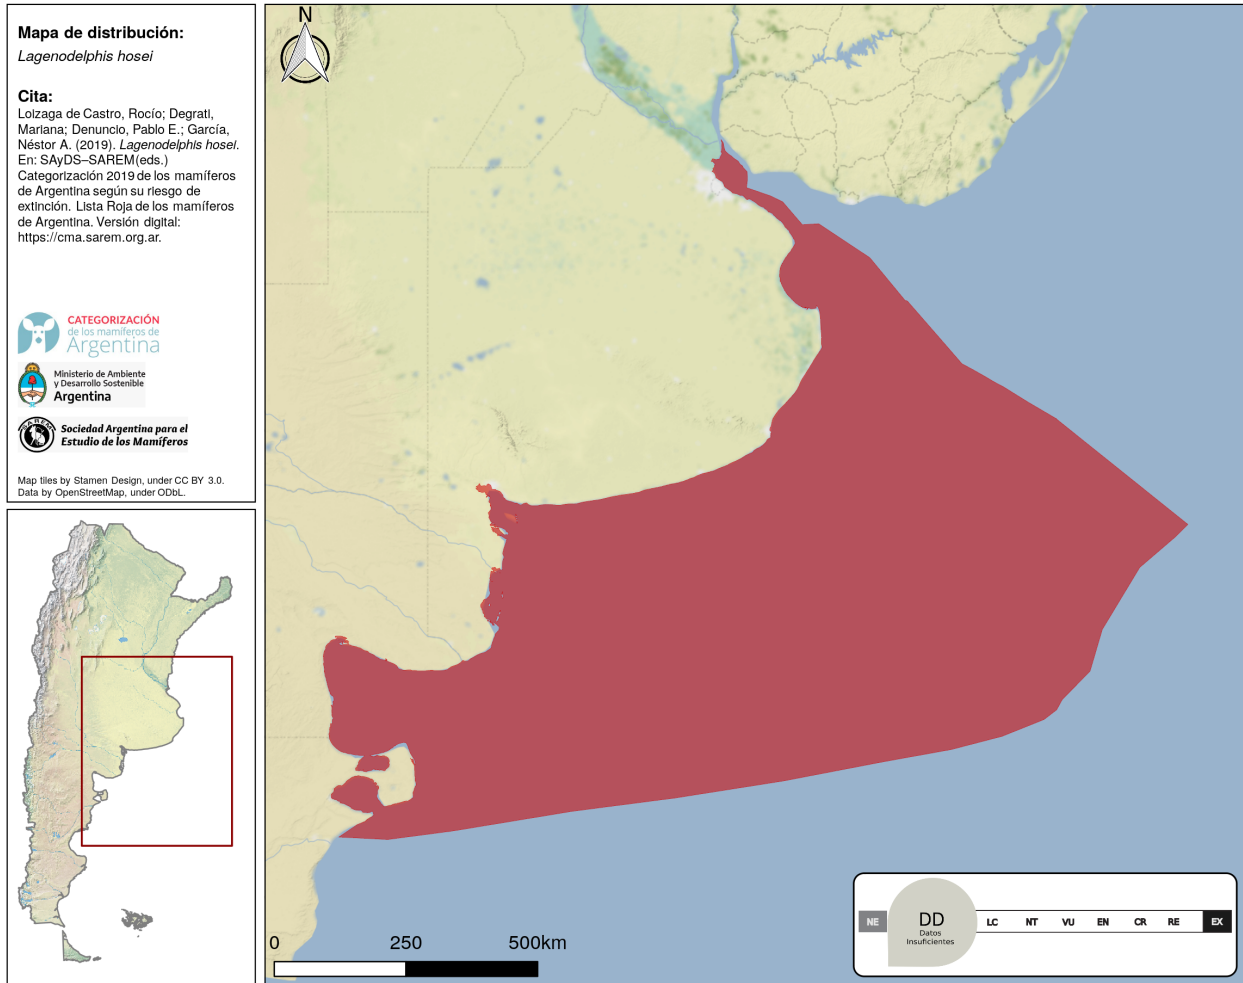 Mapa de distribución:
Lagenodelphis hosei
Cita:
Loizaga de Castro, Rocío; Degrati,
Mariana; Denuncio, Pablo E.; García,
Néstor A. (2019). Lagenodelphis hosei.
En: SAyDS–SAREM(eds.)
Categorización 2019 de los mamíferos
de Argentina según su riesgo de
extinción. Lista Roja de los mamíferos
de Argentina. Versión digital:
https://cma.sarem.org.ar.
CATEGORIZACIÓN
de los mamíferos de
Argentina
Ministerio de Ambiente
y Desarrollo Sostenible
Argentina
SAREM
Sociedad Argentina para el
Estudio de los Mamíferos
Map tiles by Stamen Design, under CC BY 3.0.
Data by OpenStreetMap, under ODbL.
N
0 250 500km
NE DD LC NT VU EN CR RE EX
Datos
Insuficientes